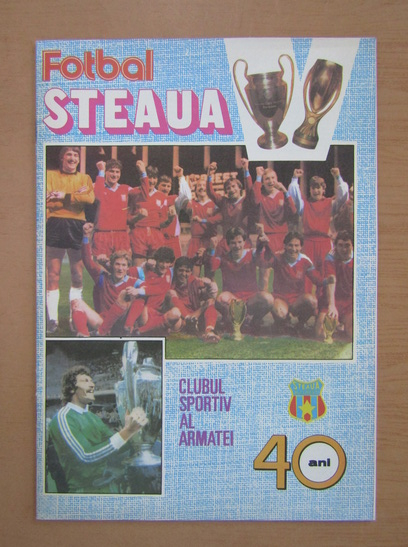 Fotbal
STEAUA
CLUBUL
SPORTIV
AL
ARMATEI
STEAUA
40
ani